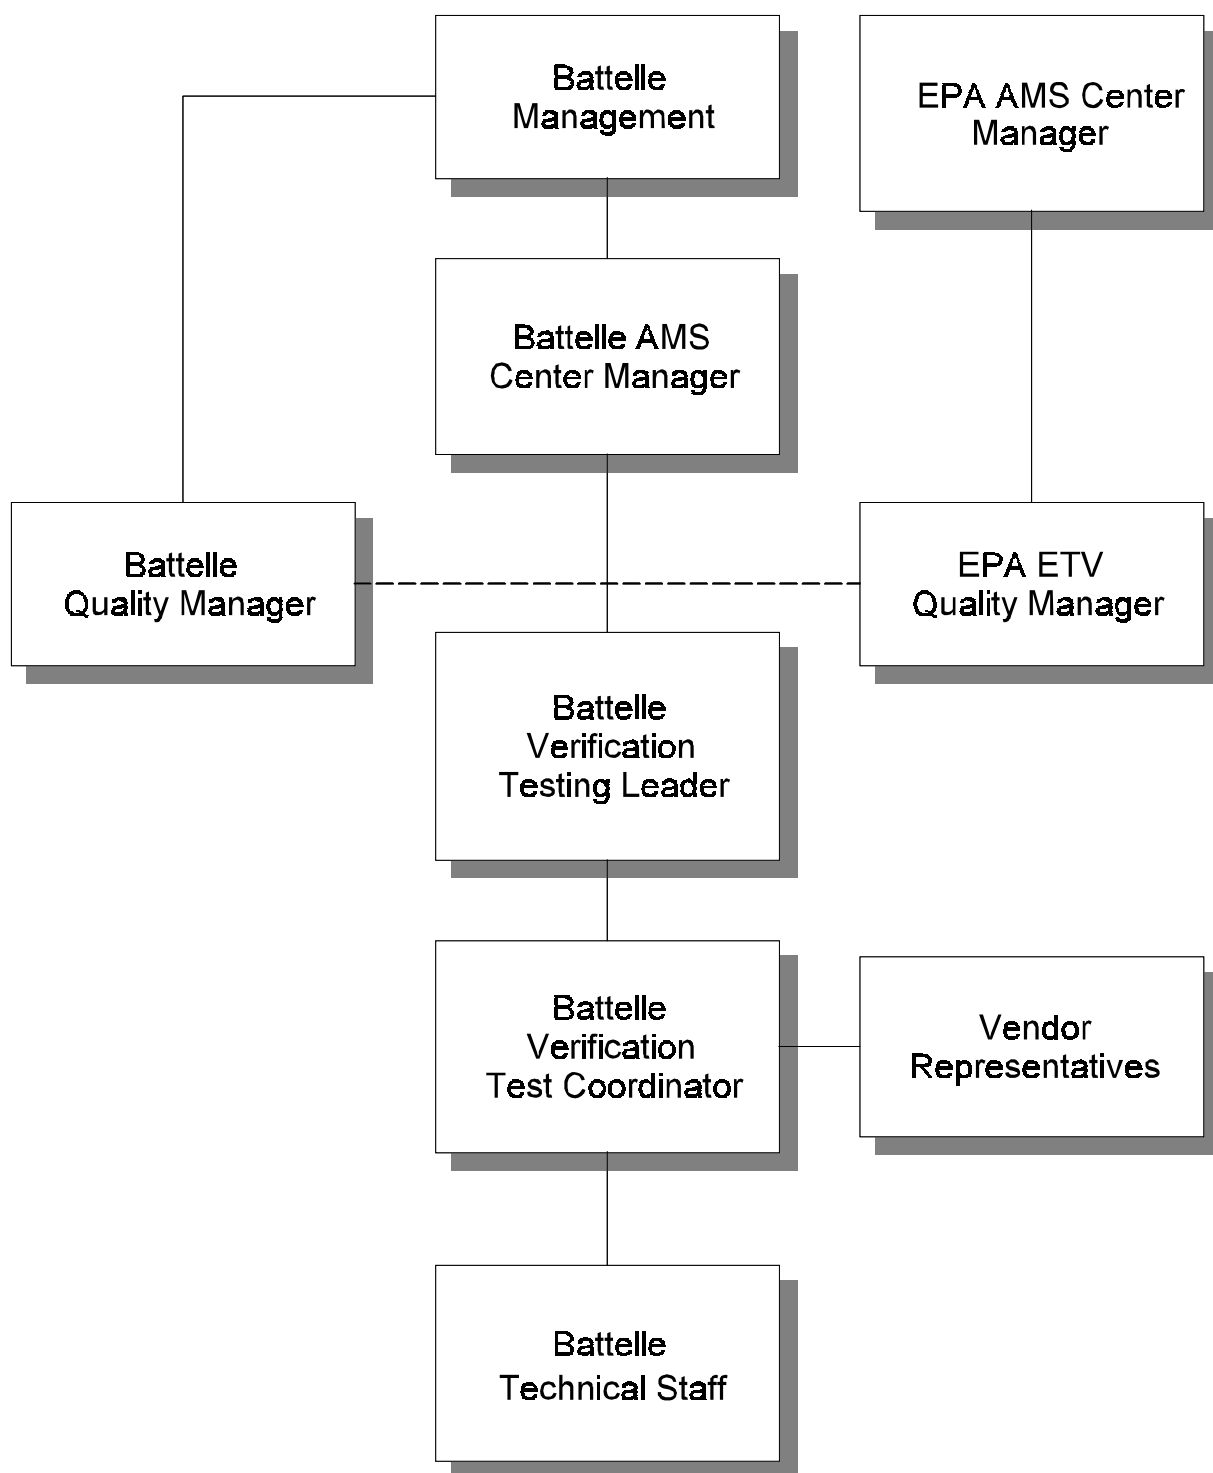 Battelle
Management
EPA AMS Center
Manager
Battelle AMS
Center Manager
Battelle
Quality Manager
EPA ETV
Quality Manager
Battelle
Verification
Testing Leader
Battelle
Verification
Test Coordinator
Vendor
Representatives
Battelle
Technical Staff